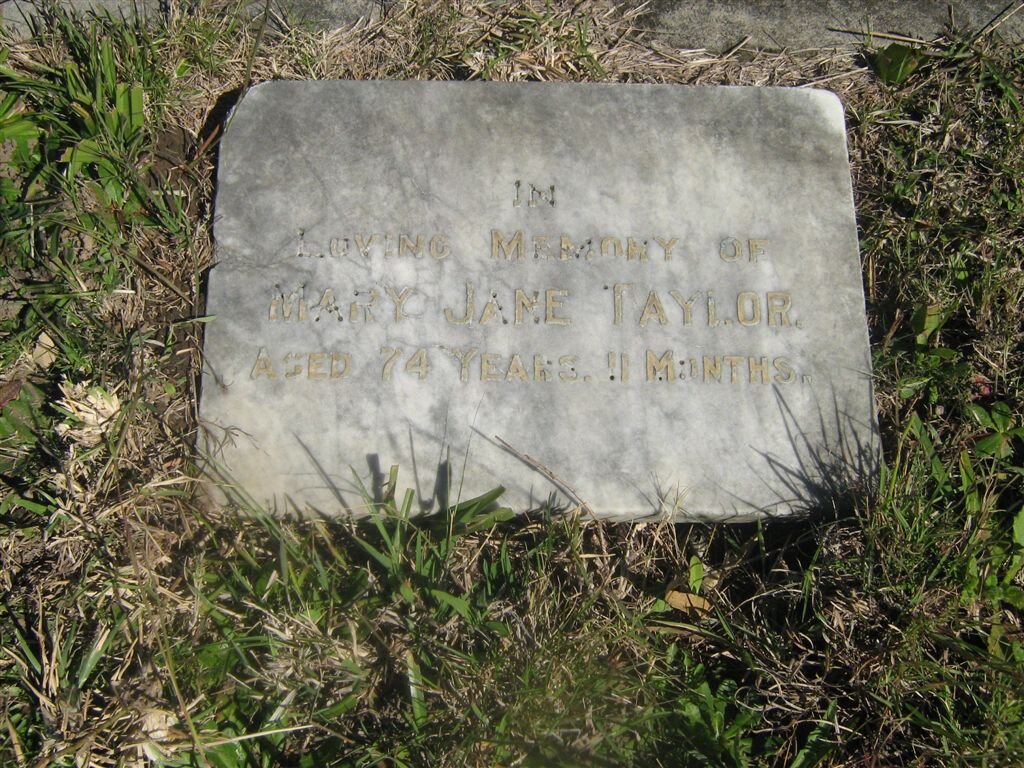 IN
LOVING MEMORY OF
MARY JANE TAYLOR.
AGED 74 YEARS. 11 MONTHS.